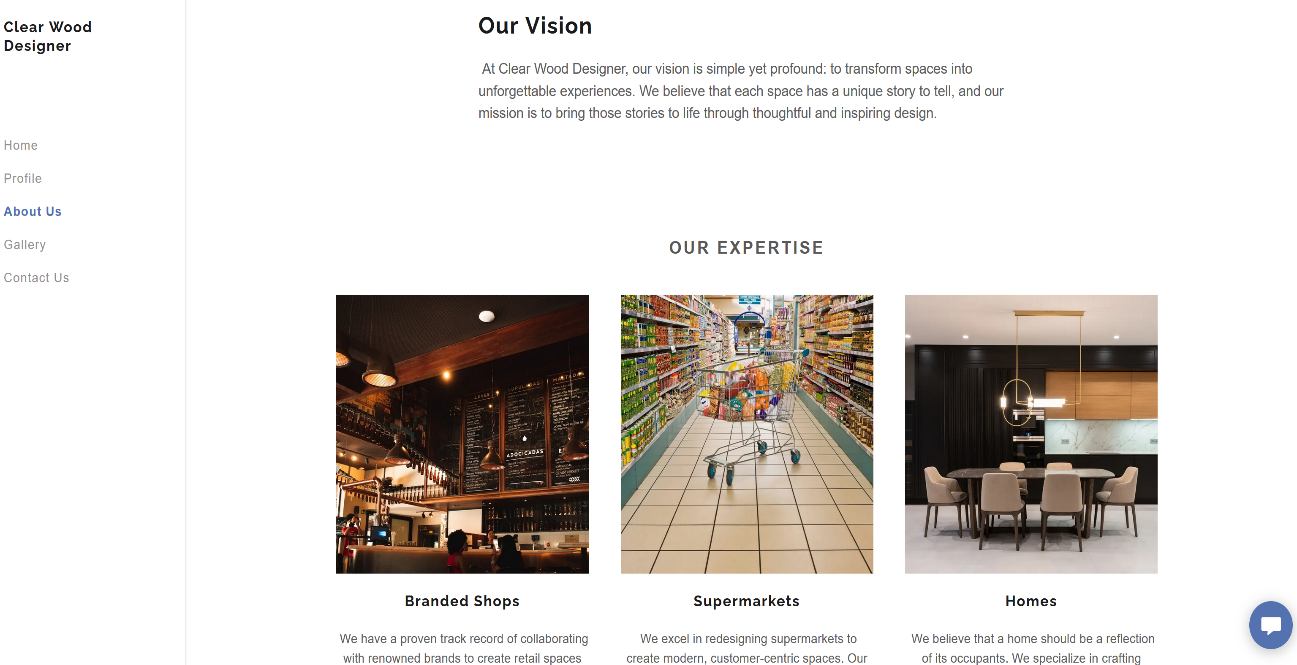 Clear Wood
Designer
Home
Profile
About Us
Gallery
Contact Us
Our Vision
At Clear Wood Designer, our vision is simple yet profound: to transform spaces into
unforgettable experiences. We believe that each space has a unique story to tell, and our
mission is to bring those stories to life through thoughtful and inspiring design.
OUR EXPERTISE
ADOCICADAS
Branded Shops
We have a proven track record of collaborating
with renowned brands to create retail spaces
Supermarkets
We excel in redesigning supermarkets to
create modern, customer-centric spaces. Our
Homes
We believe that a home should be a reflection
of its occupants. We specialize in crafting